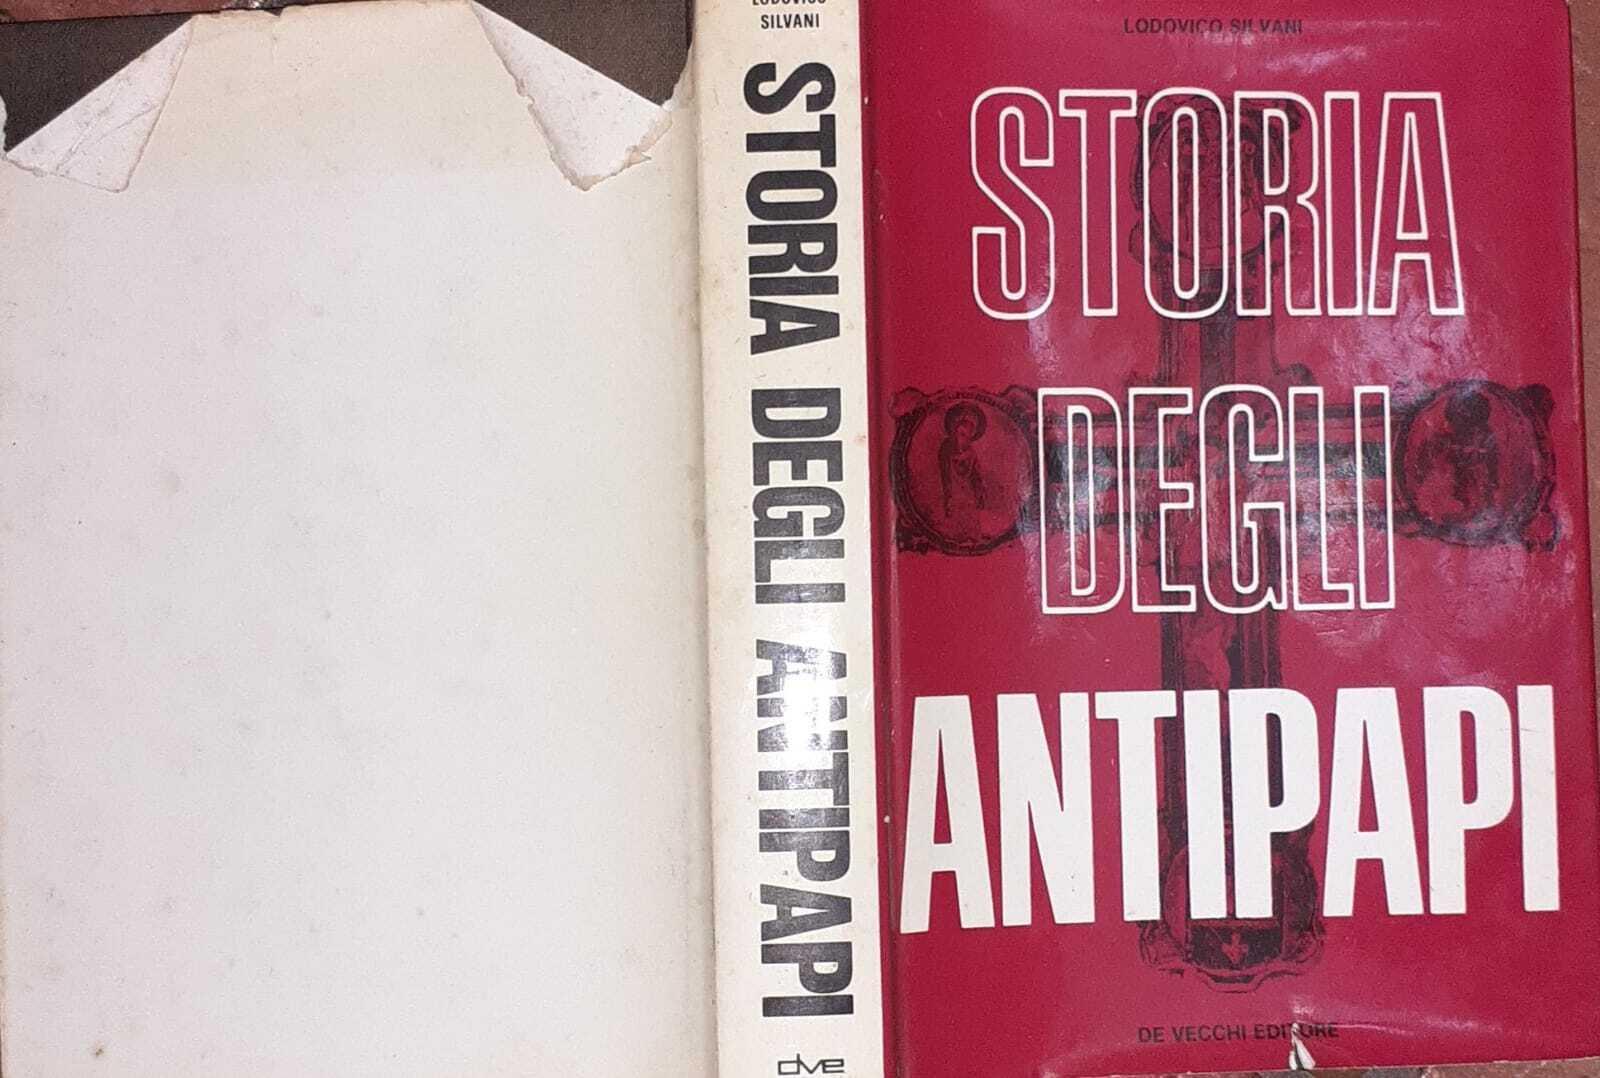 LODOVICO
SILVANI
STORIA DEGLI ANTIPAPI
dve
LODOVICO SILVANI
STORIA
DEGLI
ANTIPAPI
DE VECCHI EDITORE